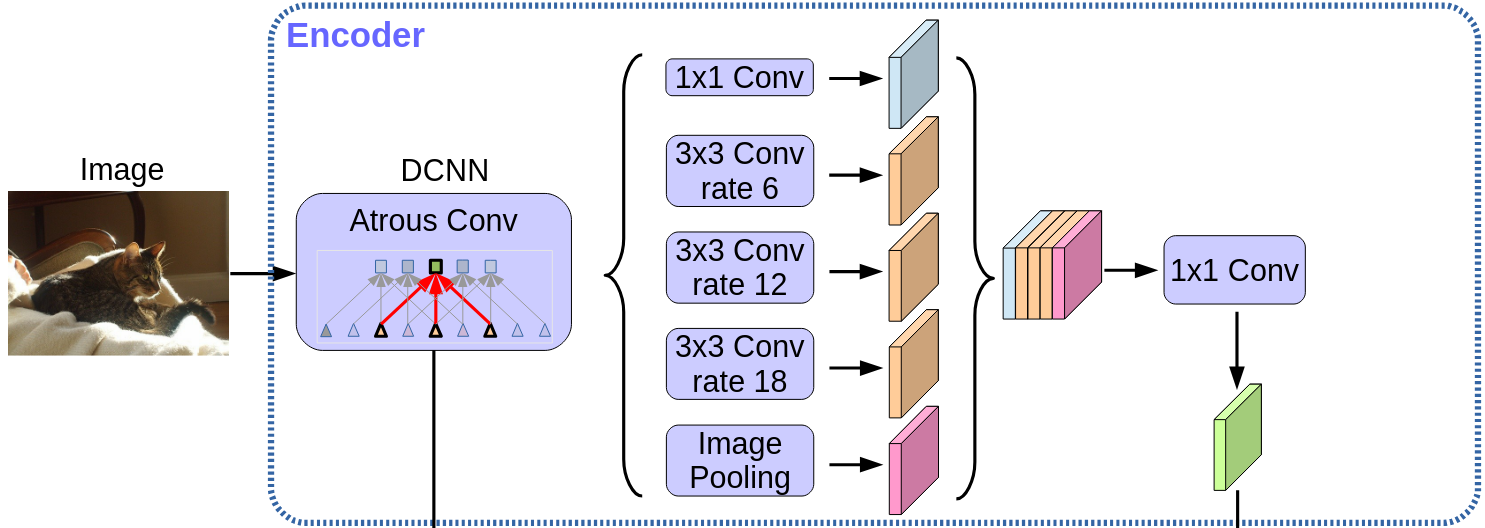 Encoder
Image
DCNN
Atrous Conv
1x1 Conv
3x3 Conv
rate 6
3x3 Conv
rate 12
3x3 Conv
rate 18
Image
Pooling
1x1 Conv